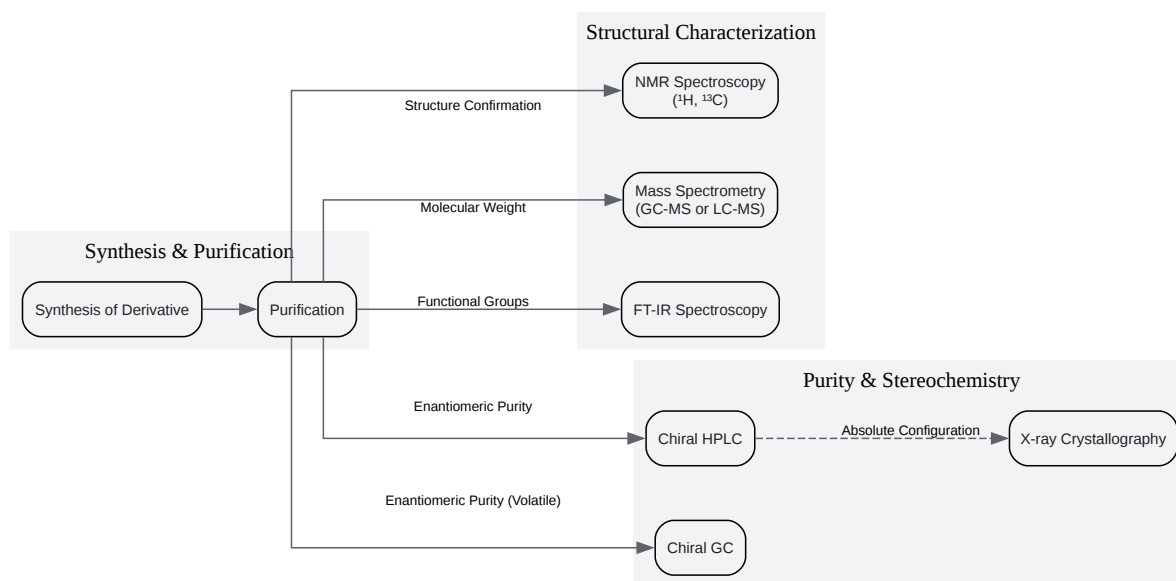 Structural Characterization
NMR Spectroscopy
(¹H, ¹³C)
Structure Confirmation
Mass Spectrometry
(GC-MS or LC-MS)
Molecular Weight
Synthesis & Purification
Synthesis of Derivative
Purification
Functional Groups
FT-IR Spectroscopy
Purity & Stereochemistry
Enantiomeric Purity
Chiral HPLC
Absolute Configuration
X-ray Crystallography
Enantiomeric Purity (Volatile)
Chiral GC